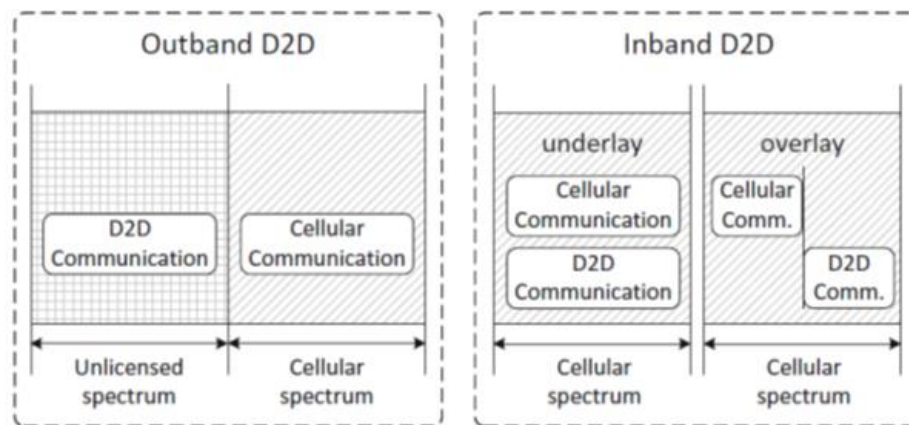 Outband D2D
D2D
Communication
Cellular
Communication
Unlicensed
spectrum
Cellular
spectrum
Inband D2D
underlay
Cellular
Communication
D2D
Communication
Cellular
spectrum
overlay
Cellular
Comm.
D2D
Comm.
Cellular
spectrum